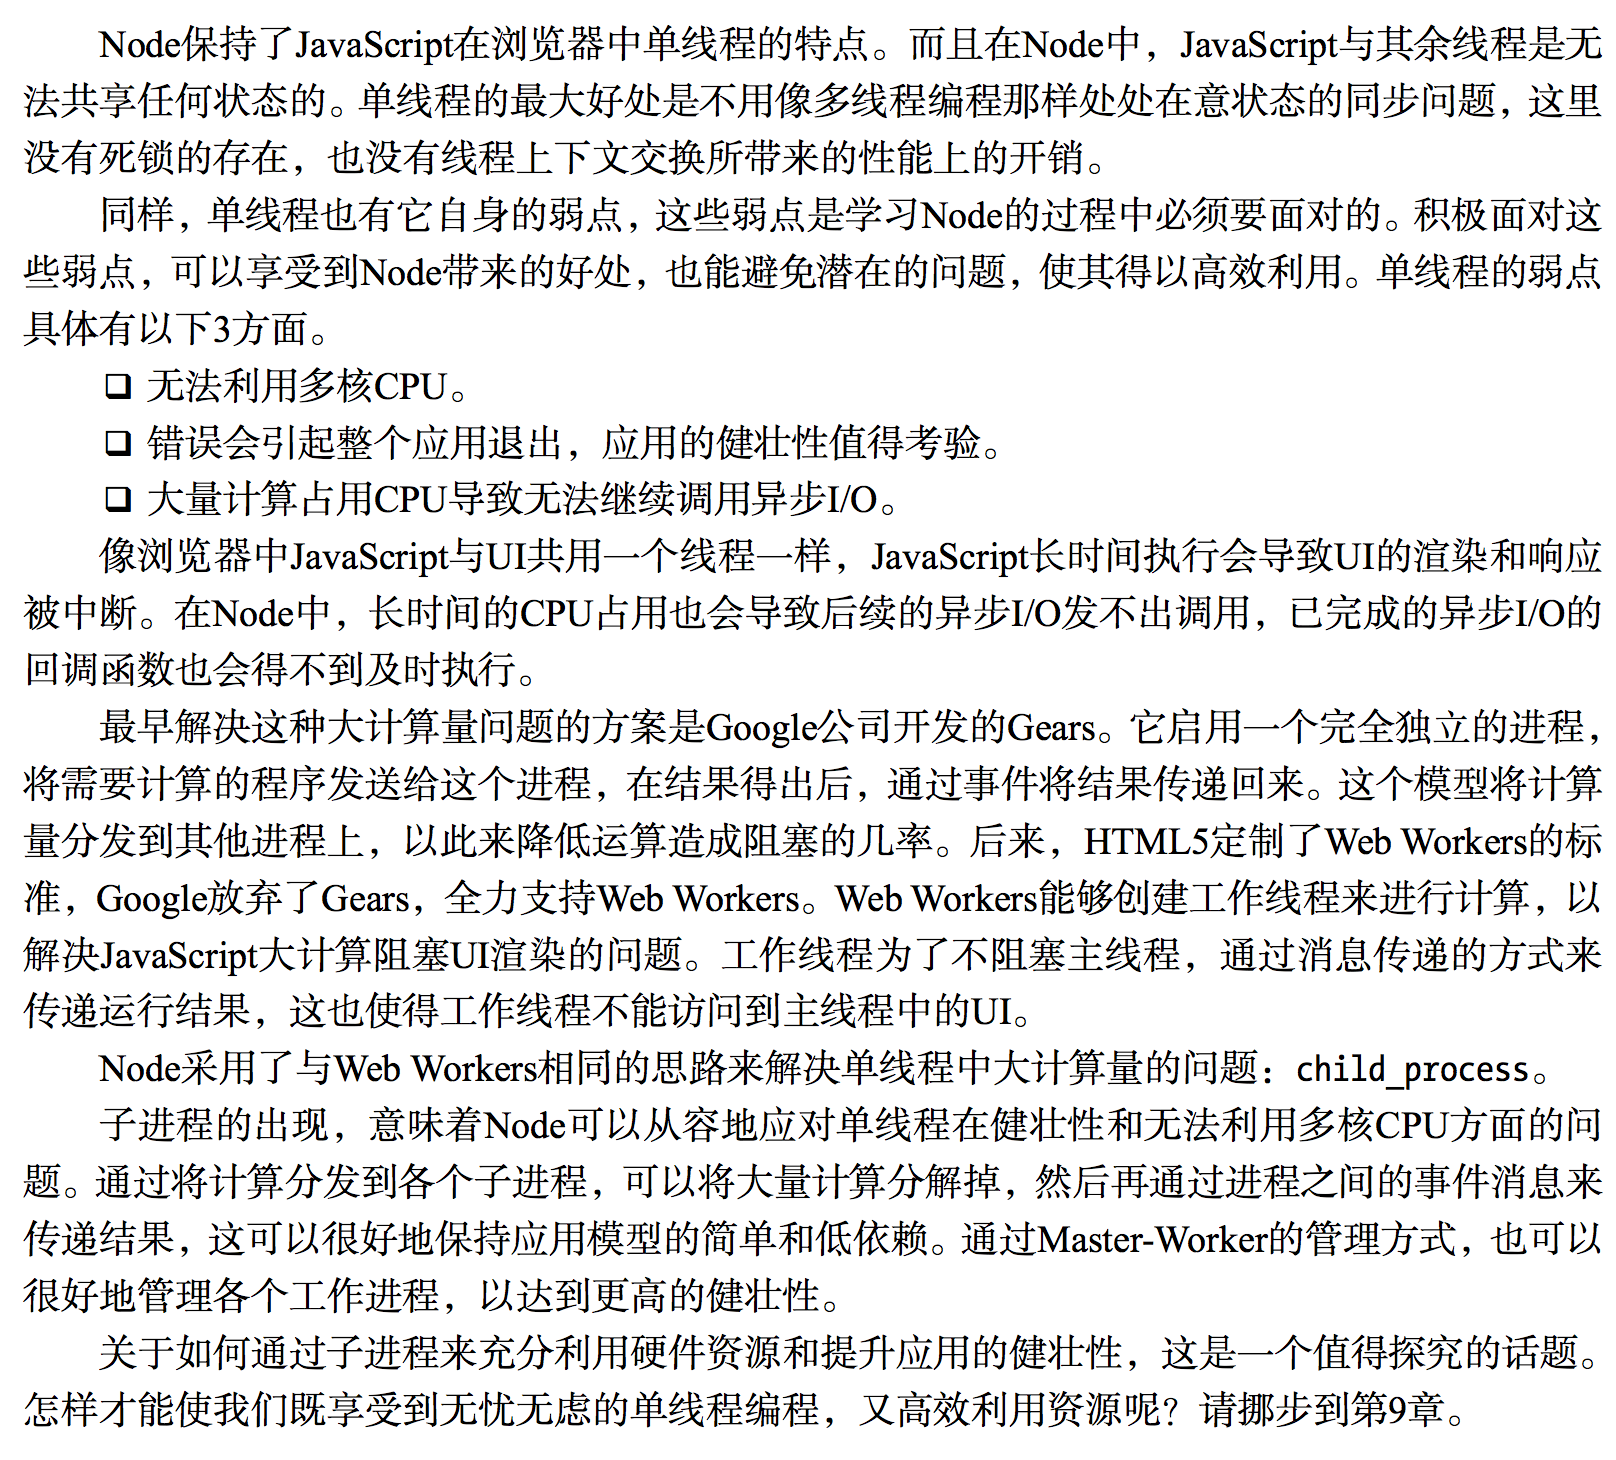 Node保持了JavaScript在浏览器中单线程的特点。而且在Node中，JavaScript与其余线程是无
法共享任何状态的。单线程的最大好处是不用像多线程编程那样处处在意状态的同步问题，这里
没有死锁的存在，也没有线程上下文交换所带来的性能上的开销。
同样，单线程也有它自身的弱点，这些弱点是学习Node的过程中必须要面对的。积极面对这
些弱点，可以享受到Node带来的好处，也能避免潜在的问题，使其得以高效利用。单线程的弱点
具体有以下3方面。
❑ 无法利用多核CPU。
❑ 错误会引起整个应用退出，应用的健壮性值得考验。
❑ 大量计算占用CPU导致无法继续调用异步I/O。
像浏览器中JavaScript与UI共用一个线程一样，JavaScript长时间执行会导致UI的渲染和响应
被中断。在Node中，长时间的CPU占用也会导致后续的异步I/O发不出调用，已完成的异步I/O的
回调函数也会得不到及时执行。
最早解决这种大计算量问题的方案是Google公司开发的Gears。它启用一个完全独立的进程，
将需要计算的程序发送给这个进程，在结果得出后，通过事件将结果传递回来。这个模型将计算
量分发到其他进程上，以此来降低运算造成阻塞的几率。后来，HTML5定制了Web Workers的标
准，Google放弃了Gears，全力支持Web Workers。Web Workers能够创建工作线程来进行计算，以
解决JavaScript大计算阻塞UI渲染的问题。工作线程为了不阻塞主线程，通过消息传递的方式来
传递运行结果，这也使得工作线程不能访问到主线程中的UI。
Node采用了与Web Workers相同的思路来解决单线程中大计算量的问题：child_process。
子进程的出现，意味着Node可以从容地应对单线程在健壮性和无法利用多核CPU方面的问
题。通过将计算分发到各个子进程，可以将大量计算分解掉，然后再通过进程之间的事件消息来
传递结果，这可以很好地保持应用模型的简单和低依赖。通过Master-Worker的管理方式，也可以
很好地管理各个工作进程，以达到更高的健壮性。
关于如何通过子进程来充分利用硬件资源和提升应用的健壮性，这是一个值得探究的话题。
怎样才能使我们既享受到无忧无虑的单线程编程，又高效利用资源呢？请挪步到第9章。